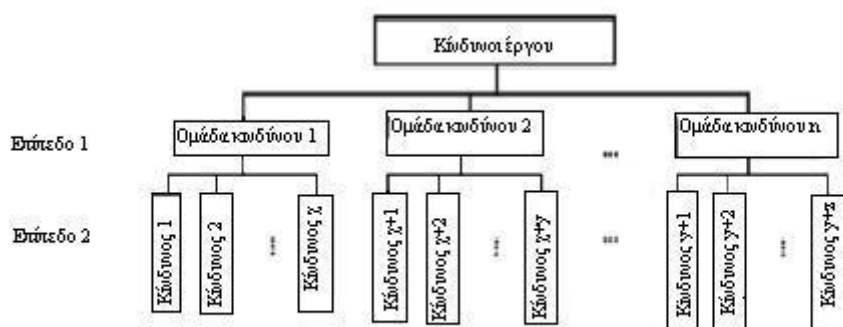 Κίνδυνοι έργου
Επίπεδο 1
Ομάδα κινδύνου 1
Ομάδα κινδύνου 2
...
Ομάδα κινδύνου n
Επίπεδο 2
Κίνδυνος 1
Κίνδυνος 2
...
Κίνδυνος χ
Κίνδυνος χ+1
Κίνδυνος χ+2
...
Κίνδυνος χ+y
...
Κίνδυνος y+1
Κίνδυνος y+2
...
Κίνδυνος y+z